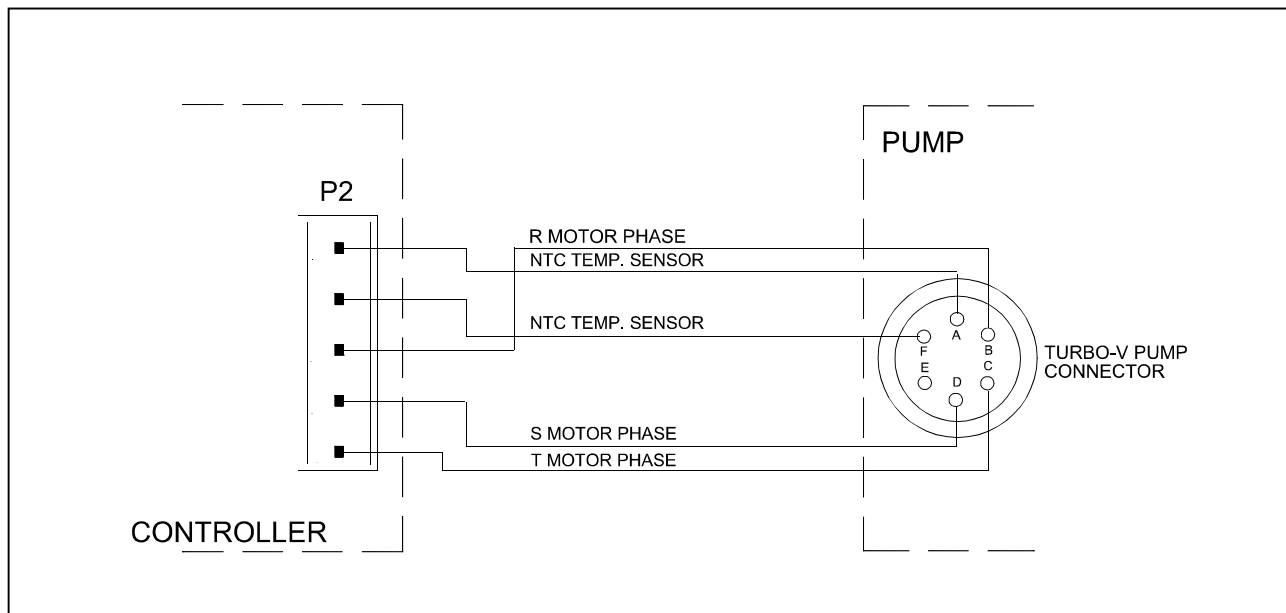 PUMP
P2
R MOTOR PHASE
NTC TEMP. SENSOR
NTC TEMP. SENSOR
A
F
B
TURBO-V PUMP
CONNECTOR
E
C
D
S MOTOR PHASE
T MOTOR PHASE
CONTROLLER